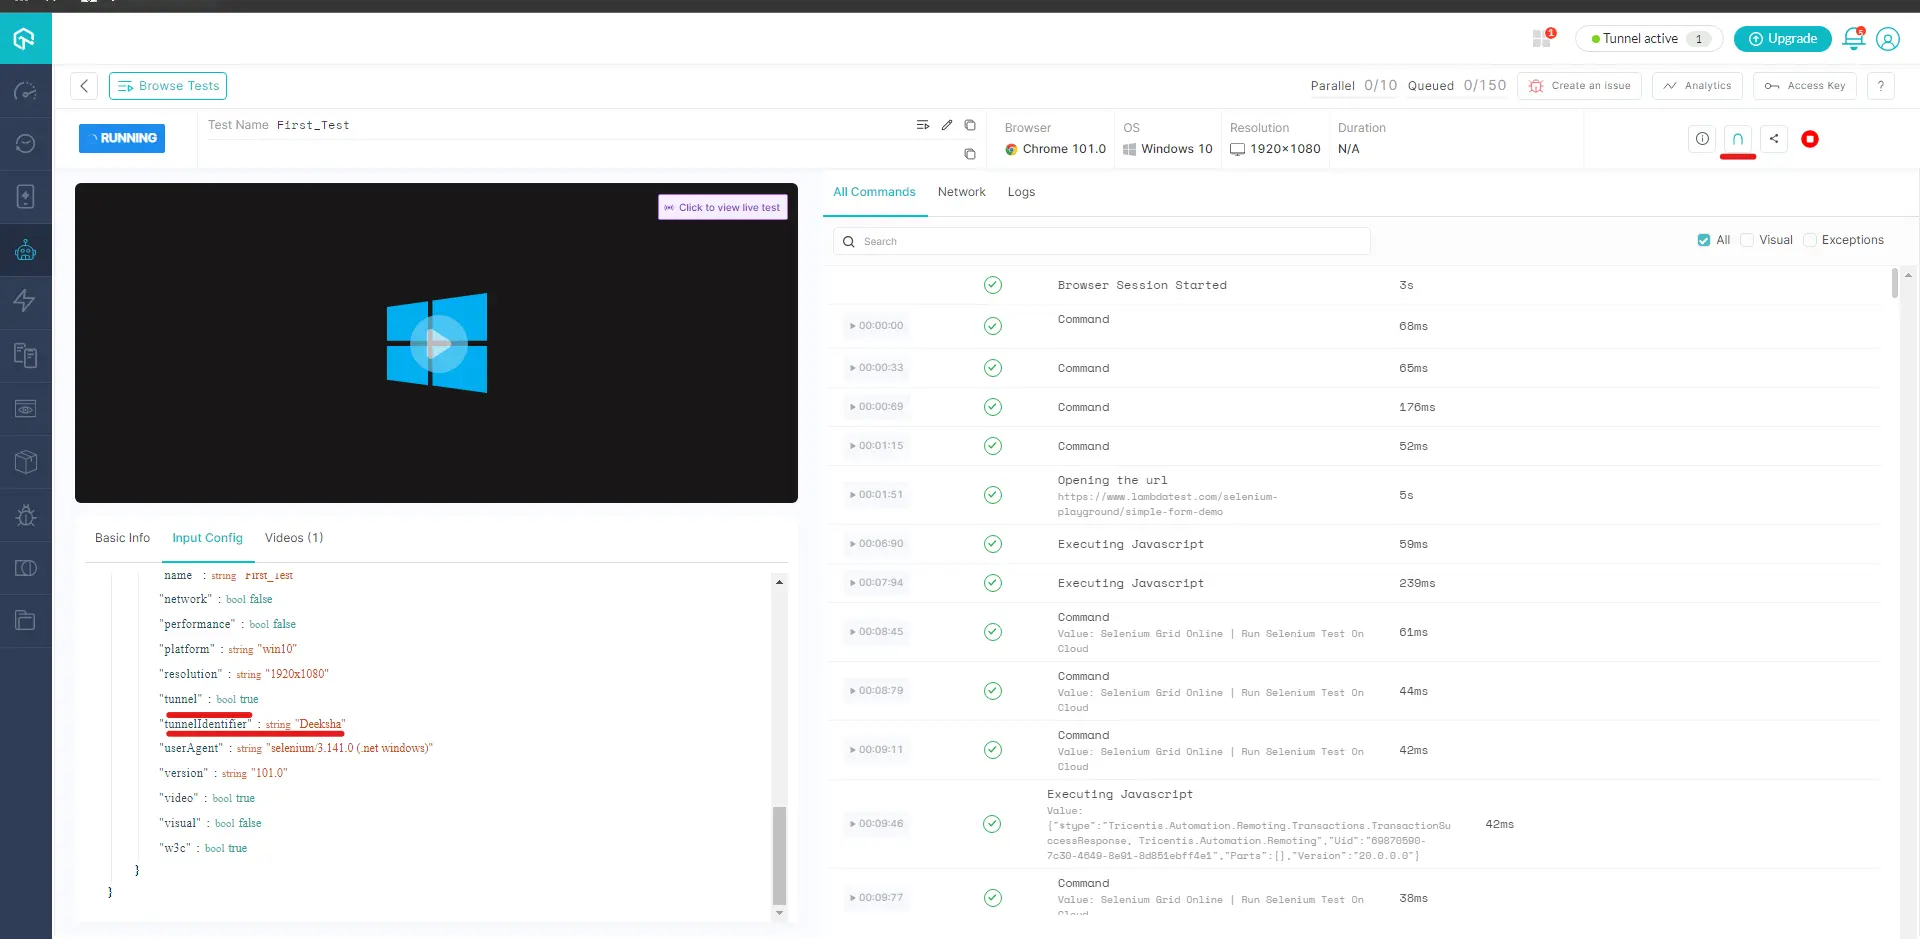 1
Tunnel active 1
Upgrade
Browse Tests
Parallel 0/10 Queued 0/150
Create an issue
Analytics
Access Key
?
RUNNING
Test Name First_Test
Browser
Chrome 101.0
OS
Windows 10
Resolution
1920×1080
Duration
N/A
Click to view live test
Basic Info Input Config Videos (1)
"name" : string "First_Test"
"network" : bool false
"performance" : bool false
"platform" : string "win10"
"resolution" : string "1920x1080"
"tunnel" : bool true
"tunnelIdentifier" : string "Deeksha"
"userAgent" : string "selenium/3.141.0 (.net windows)"
"version" : string "101.0"
"video" : bool true
"visual" : bool false
"w3c" : bool true
}
}
All Commands Network Logs
Search
All Visual Exceptions
Browser Session Started 3s
00:00:00 Command 68ms
00:00:33 Command 65ms
00:00:69 Command 176ms
00:01:15 Command 52ms
00:01:51 Opening the url 5s
https://www.lambdatest.com/selenium-
playground/simple-form-demo
00:06:90 Executing Javascript 59ms
00:07:94 Executing Javascript 239ms
00:08:45 Command 61ms
Value: Selenium Grid Online | Run Selenium Test On
Cloud
00:08:79 Command 44ms
Value: Selenium Grid Online | Run Selenium Test On
Cloud
00:09:11 Command 42ms
Value: Selenium Grid Online | Run Selenium Test On
Cloud
00:09:46 Executing Javascript 42ms
Value:
{"$type":"Tricentis.Automation.Remoting.Transactions.TransactionSu
ccessResponse, Tricentis.Automation.Remoting","Uid":"69870590-
7c30-4649-8e91-8d851ebff4e1","Parts":[],"Version":"20.0.0.0"}
00:09:77 Command 38ms
Value: Selenium Grid Online | Run Selenium Test On
Cloud